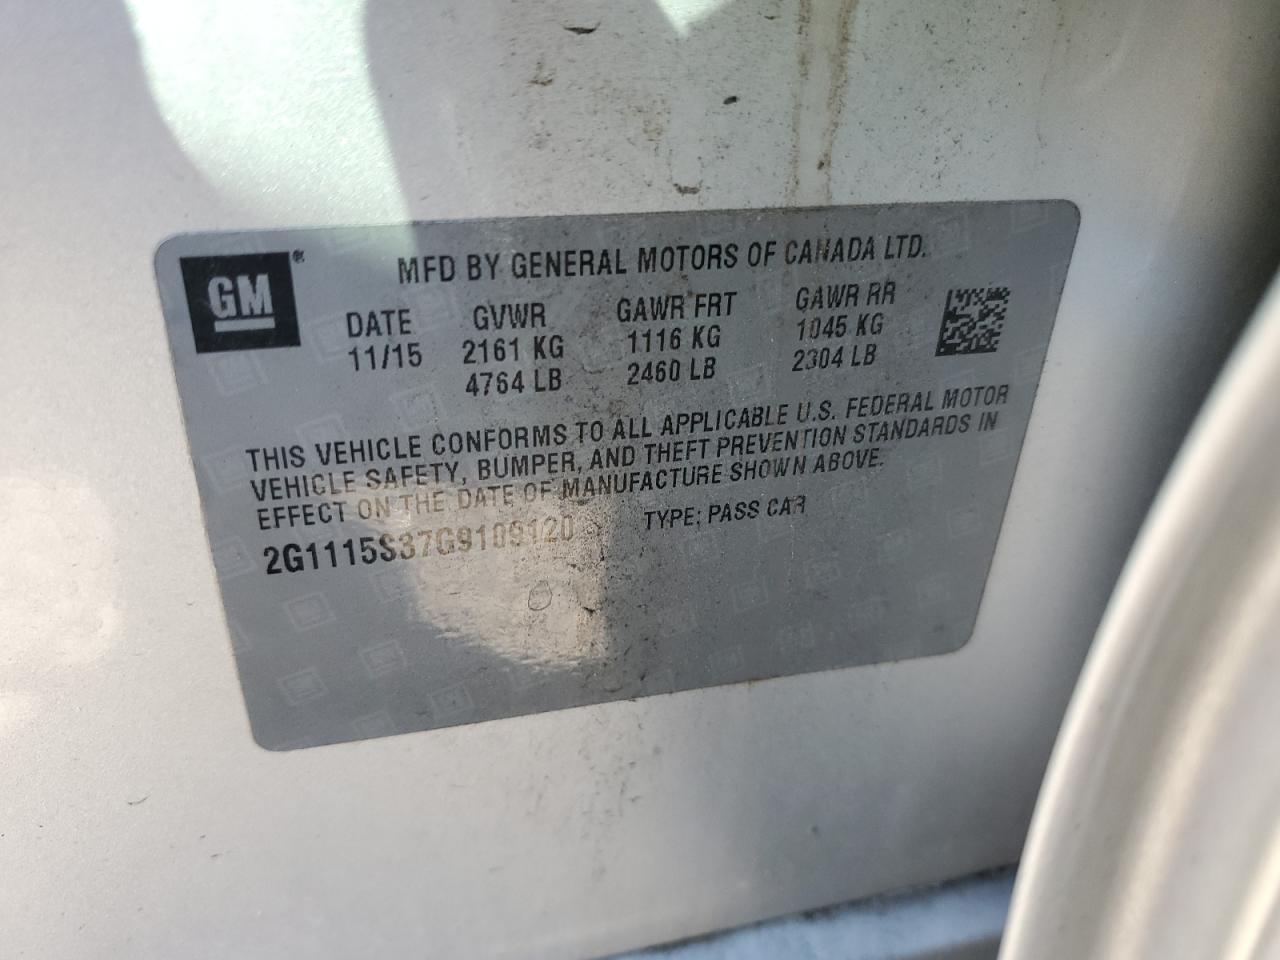 GM ®
MFD BY GENERAL MOTORS OF CANADA LTD.
DATE GVWR GAWR FRT GAWR RR
11/15 2161 KG 1116 KG 1045 KG
4764 LB 2460 LB 2304 LB
THIS VEHICLE CONFORMS TO ALL APPLICABLE U.S. FEDERAL MOTOR
VEHICLE SAFETY, BUMPER, AND THEFT PREVENTION STANDARDS IN
EFFECT ON THE DATE OF MANUFACTURE SHOWN ABOVE.
2G1115S37G9109120 TYPE: PASS CAR